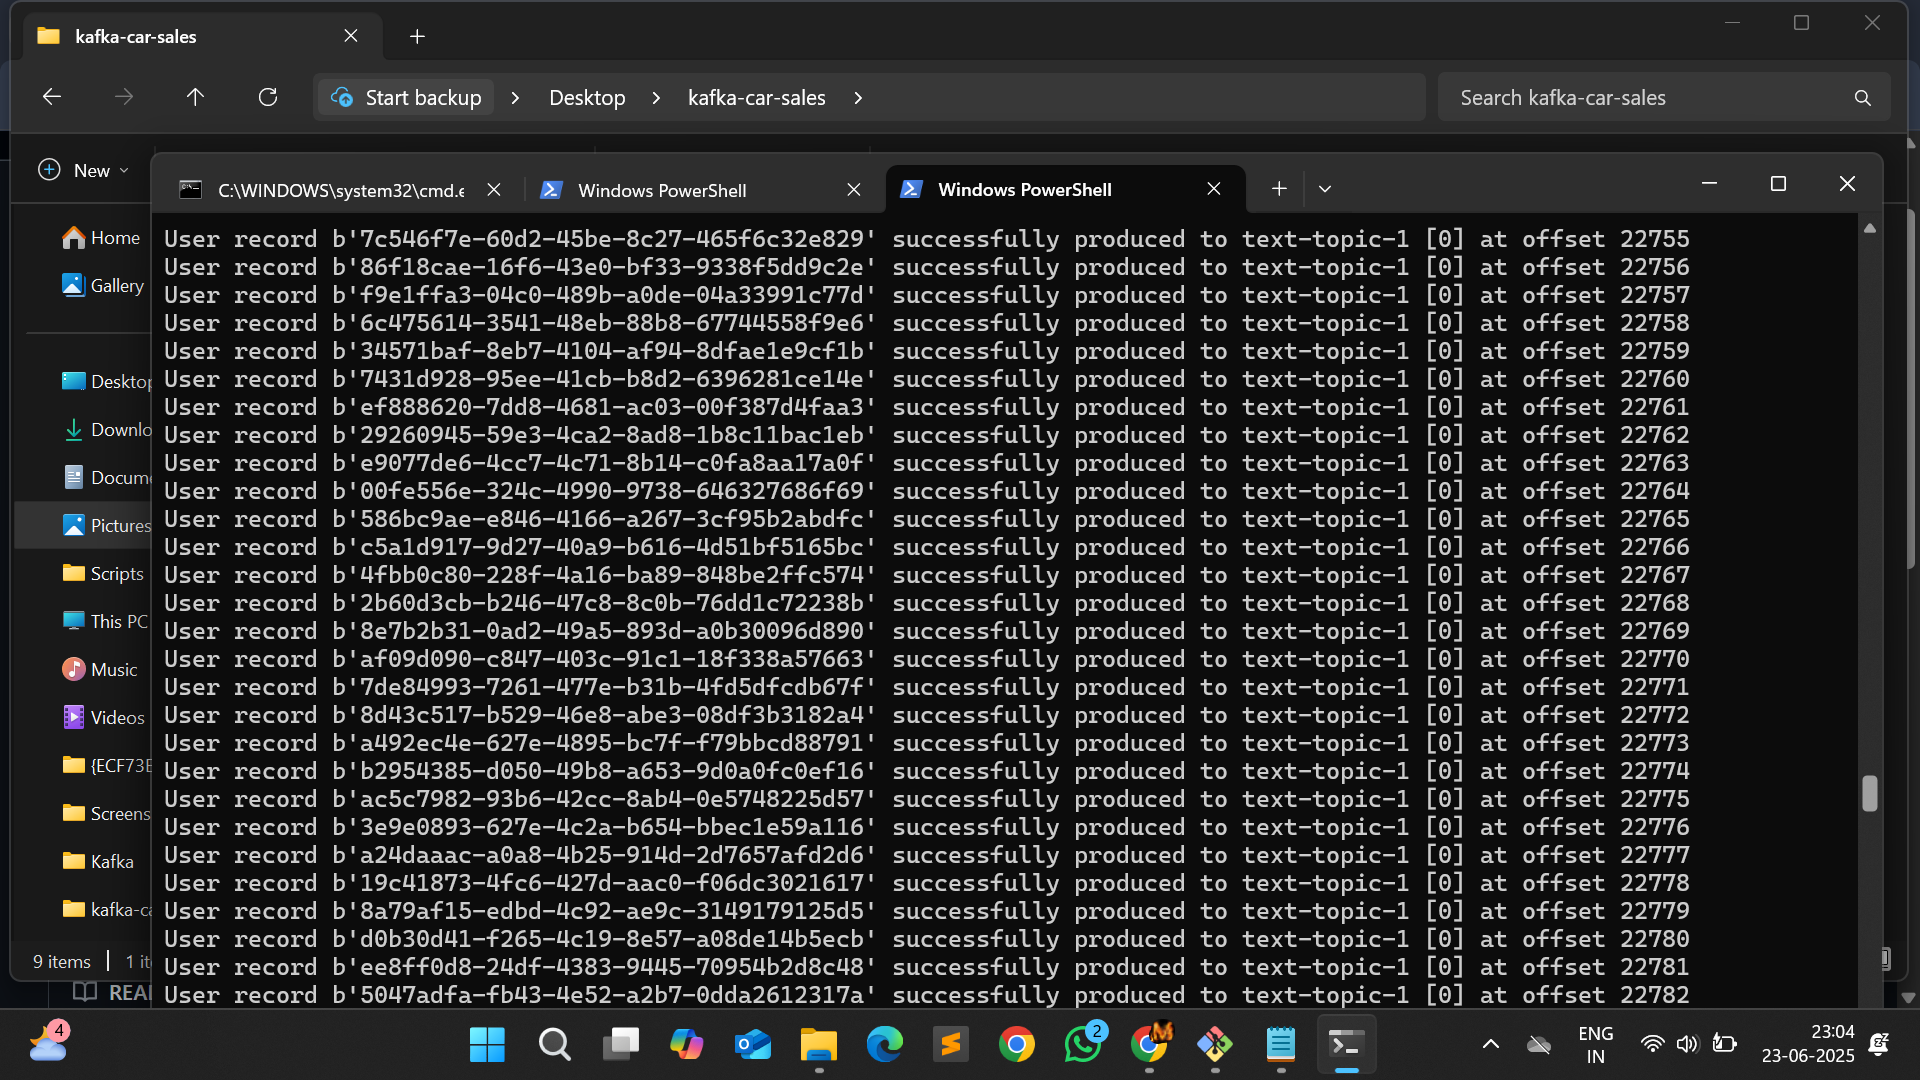 kafka-car-sales
Start backup
Desktop
kafka-car-sales
Search kafka-car-sales
New
C:\WINDOWS\system32\cmd.e
Windows PowerShell
Windows PowerShell
Home
Gallery
Desktop
Downlo
Docume
Pictures
Scripts
This PC
Music
Videos
{ECF73E
Screens
Kafka
kafka-ca
User record b'7c546f7e-60d2-45be-8c27-465f6c32e829' successfully produced to text-topic-1 [0] at offset 22755
User record b'86f18cae-16f6-43e0-bf33-9338f5dd9c2e' successfully produced to text-topic-1 [0] at offset 22756
User record b'f9e1ffa3-04c0-489b-a0de-04a33991c77d' successfully produced to text-topic-1 [0] at offset 22757
User record b'6c475614-3541-48eb-88b8-67744558f9e6' successfully produced to text-topic-1 [0] at offset 22758
User record b'34571baf-8eb7-4104-af94-8dfae1e9cf1b' successfully produced to text-topic-1 [0] at offset 22759
User record b'7431d928-95ee-41cb-b8d2-6396281ce14e' successfully produced to text-topic-1 [0] at offset 22760
User record b'ef888620-7dd8-4681-ac03-00f387d4faa3' successfully produced to text-topic-1 [0] at offset 22761
User record b'29260945-59e3-4ca2-8ad8-1b8c11bac1eb' successfully produced to text-topic-1 [0] at offset 22762
User record b'e9077de6-4cc7-4c71-8b14-c0fa8aa17a0f' successfully produced to text-topic-1 [0] at offset 22763
User record b'00fe556e-324c-4990-9738-646327686f69' successfully produced to text-topic-1 [0] at offset 22764
User record b'586bc9ae-e846-4166-a267-3cf95b2abdfc' successfully produced to text-topic-1 [0] at offset 22765
User record b'c5a1d917-9d27-40a9-b616-4d51bf5165bc' successfully produced to text-topic-1 [0] at offset 22766
User record b'4fbb0c80-228f-4a16-ba89-848be2ffc574' successfully produced to text-topic-1 [0] at offset 22767
User record b'2b60d3cb-b246-47c8-8c0b-76dd1c72238b' successfully produced to text-topic-1 [0] at offset 22768
User record b'8e7b2b31-0ad2-49a5-893d-a0b30096d890' successfully produced to text-topic-1 [0] at offset 22769
User record b'af09d090-c847-403c-91c1-18f338a57663' successfully produced to text-topic-1 [0] at offset 22770
User record b'7de84993-7261-477e-b31b-4fd5dfcdb67f' successfully produced to text-topic-1 [0] at offset 22771
User record b'8d43c517-b529-46e8-abe3-08df3b3182a4' successfully produced to text-topic-1 [0] at offset 22772
User record b'a492ec4e-627e-4895-bc7f-f79bbcd88791' successfully produced to text-topic-1 [0] at offset 22773
User record b'b2954385-d050-49b8-a653-9d0a0fc0ef16' successfully produced to text-topic-1 [0] at offset 22774
User record b'ac5c7982-93b6-42cc-8ab4-0e5748225d57' successfully produced to text-topic-1 [0] at offset 22775
User record b'3e9e0893-627e-4c2a-b654-bbec1e59a116' successfully produced to text-topic-1 [0] at offset 22776
User record b'a24daaac-a0a8-4b25-914d-2d7657afd2d6' successfully produced to text-topic-1 [0] at offset 22777
User record b'19c41873-4fc6-427d-aac0-f06dc3021617' successfully produced to text-topic-1 [0] at offset 22778
User record b'8a79af15-edbd-4c92-ae9c-3149179125d5' successfully produced to text-topic-1 [0] at offset 22779
User record b'd0b30d41-f265-4c19-8e57-a08de14b5ecb' successfully produced to text-topic-1 [0] at offset 22780
User record b'ee8ff0d8-24df-4383-9445-70954b2d8c48' successfully produced to text-topic-1 [0] at offset 22781
User record b'5047adfa-fb43-4e52-a2b7-0dda2612317a' successfully produced to text-topic-1 [0] at offset 22782
9 items
1 it
READ
4
2
ENG
IN
23:04
23-06-2025